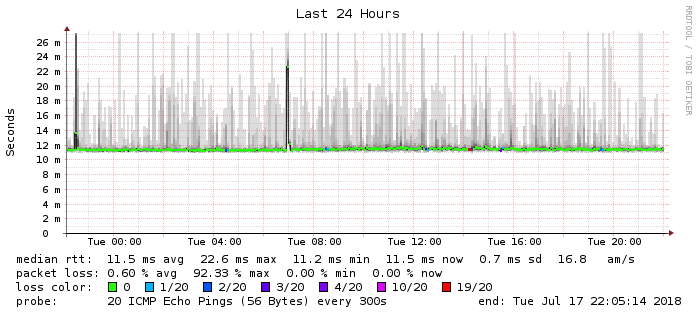 Last 24 Hours
RRDTOOL / TOBI OETIKER
Seconds
26 m
24 m
22 m
20 m
18 m
16 m
14 m
12 m
10 m
8 m
6 m
4 m
2 m
0
Tue 00:00 Tue 04:00 Tue 08:00 Tue 12:00 Tue 16:00 Tue 20:00
median rtt: 11.5 ms avg 22.6 ms max 11.2 ms min 11.5 ms now 0.7 ms sd 16.8 am/s
packet loss: 0.60 % avg 92.33 % max 0.00 % min 0.00 % now
loss color: 0 1/20 2/20 3/20 4/20 10/20 19/20
probe: 20 ICMP Echo Pings (56 Bytes) every 300s end: Tue Jul 17 22:05:14 2018